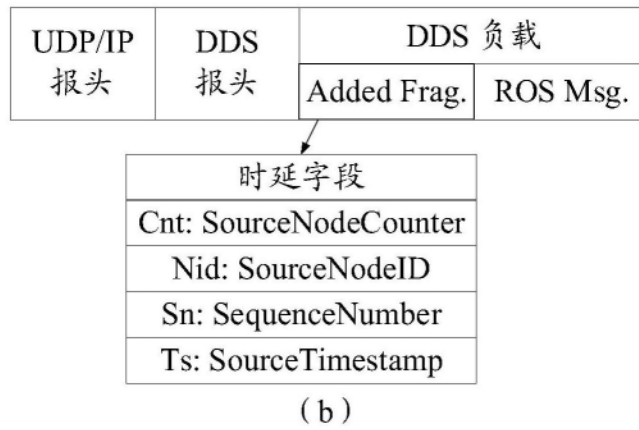 UDP/IP
报头
DDS
报头
DDS 负载
Added Frag.
ROS Msg.
时延字段
Cnt: SourceNodeCounter
Nid: SourceNodeID
Sn: SequenceNumber
Ts: SourceTimestamp
(b)